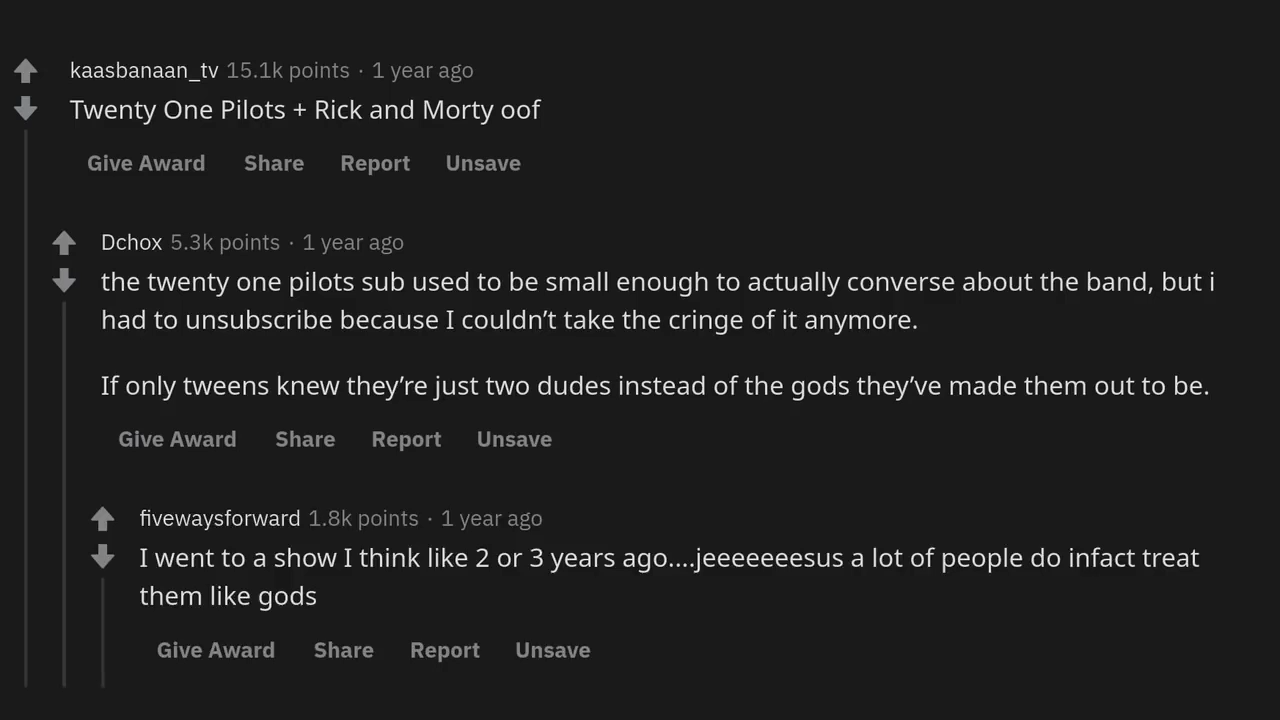 kaasbanaan_tv 15.1k points · 1 year ago
Twenty One Pilots + Rick and Morty oof
Give Award Share Report Unsave
Dchox 5.3k points · 1 year ago
the twenty one pilots sub used to be small enough to actually converse about the band, but i
had to unsubscribe because I couldn’t take the cringe of it anymore.
If only tweens knew they’re just two dudes instead of the gods they’ve made them out to be.
Give Award Share Report Unsave
fivewaysforward 1.8k points · 1 year ago
I went to a show I think like 2 or 3 years ago....jeeeeeeesus a lot of people do infact treat
them like gods
Give Award Share Report Unsave